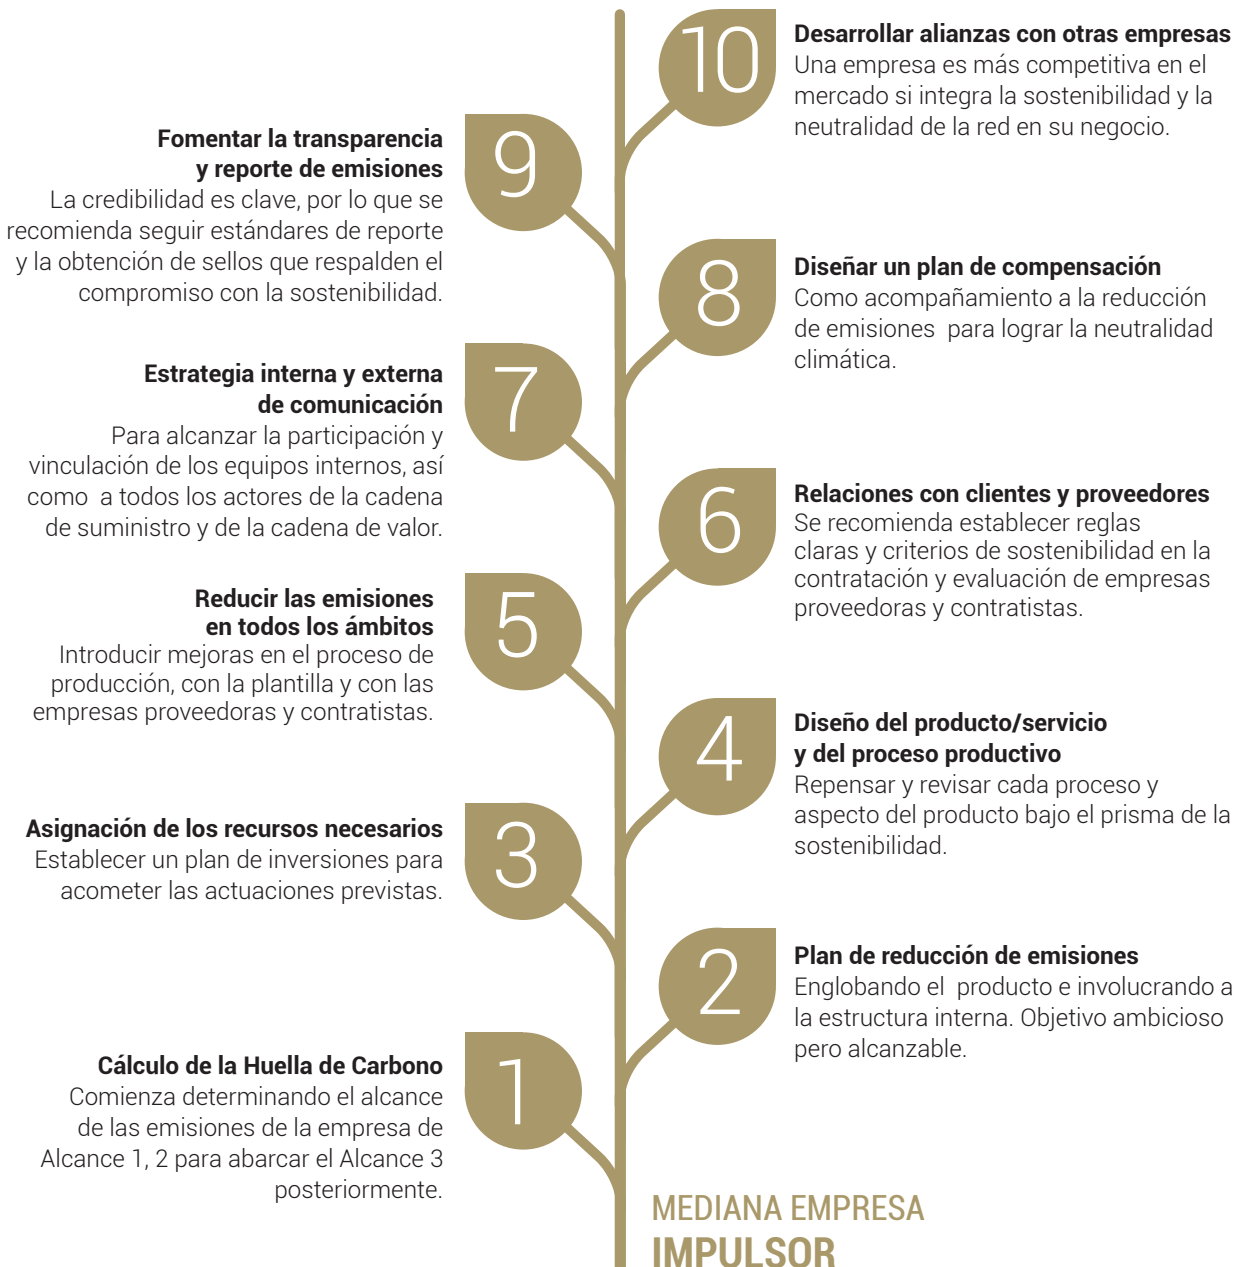 10
Desarrollar alianzas con otras empresas
Una empresa es más competitiva en el
mercado si integra la sostenibilidad y la
neutralidad de la red en su negocio.
9
Fomentar la transparencia
y reporte de emisiones
La credibilidad es clave, por lo que se
recomienda seguir estándares de reporte
y la obtención de sellos que respalden el
compromiso con la sostenibilidad.
8
Diseñar un plan de compensación
Como acompañamiento a la reducción
de emisiones para lograr la neutralidad
climática.
7
Estrategia interna y externa
de comunicación
Para alcanzar la participación y
vinculación de los equipos internos, así
como a todos los actores de la cadena
de suministro y de la cadena de valor.
6
Relaciones con clientes y proveedores
Se recomienda establecer reglas
claras y criterios de sostenibilidad en la
contratación y evaluación de empresas
proveedoras y contratistas.
5
Reducir las emisiones
en todos los ámbitos
Introducir mejoras en el proceso de
producción, con la plantilla y con las
empresas proveedoras y contratistas.
4
Diseño del producto/servicio
y del proceso productivo
Repensar y revisar cada proceso y
aspecto del producto bajo el prisma de la
sostenibilidad.
3
Asignación de los recursos necesarios
Establecer un plan de inversiones para
acometer las actuaciones previstas.
2
Plan de reducción de emisiones
Englobando el producto e involucrando a
la estructura interna. Objetivo ambicioso
pero alcanzable.
1
Cálculo de la Huella de Carbono
Comienza determinando el alcance
de las emisiones de la empresa de
Alcance 1, 2 para abarcar el Alcance 3
posteriormente.
MEDIANA EMPRESA
IMPULSOR